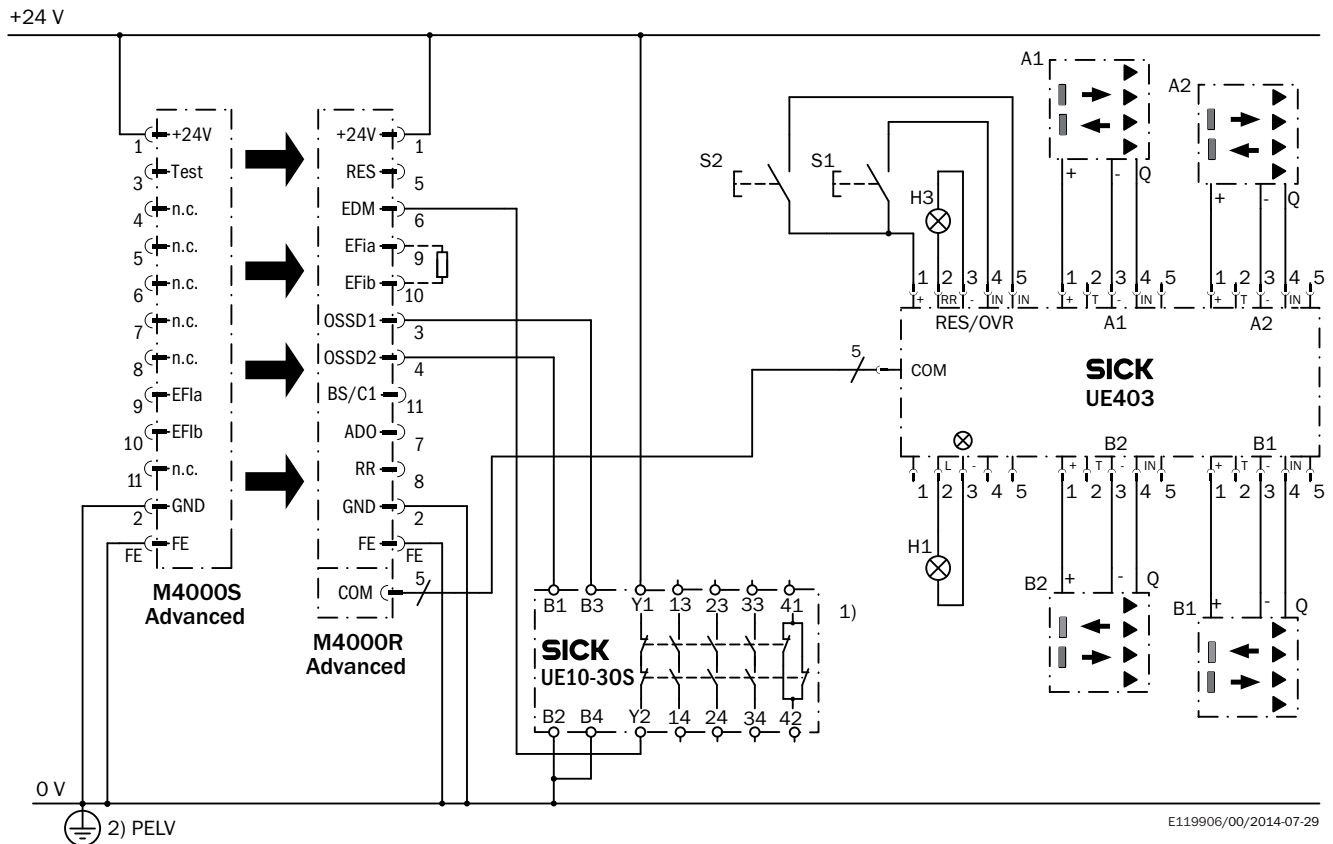 +24 V
A1
A2
S2
S1
H3
+ - Q
+ - Q
+24V
1
Test
3
n.c.
4
n.c.
5
n.c.
6
n.c.
7
n.c.
8
EFIa
9
EFIb
10
n.c.
11
GND
2
FE
FE
M4000S
Advanced
+24V
1
RES
5
EDM
6
EFia
9
EFib
10
OSSD1
3
OSSD2
4
BS/C1
11
ADO
7
RR
8
GND
2
FE
FE
COM
5
M4000R
Advanced
1 2 3 4 5
+ RR - IN IN
RES/OVR
1 2 3 4 5
+ T - IN
A1
1 2 3 4 5
+ T - IN
A2
5
COM
SICK
UE403
B2
B1
L -
1 2 3 4 5
+ T - IN
1 2 3 4 5
+ T - IN
1 2 3 4 5
H1
B2
+ - Q
B1
+ - Q
B1 B3 Y1 13 23 33 41
1)
SICK
UE10-30S
B2 B4 Y2 14 24 34 42
0 V
2) PELV
E119906/00/2014-07-29